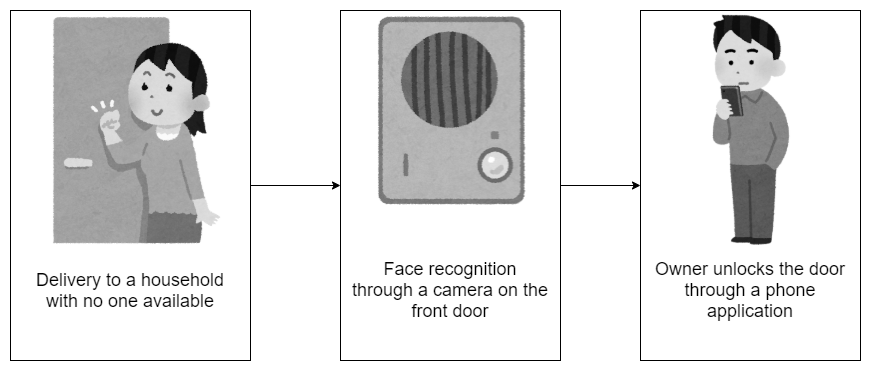 Delivery to a household
with no one available
Face recognition
through a camera on the
front door
Owner unlocks the door
through a phone
application